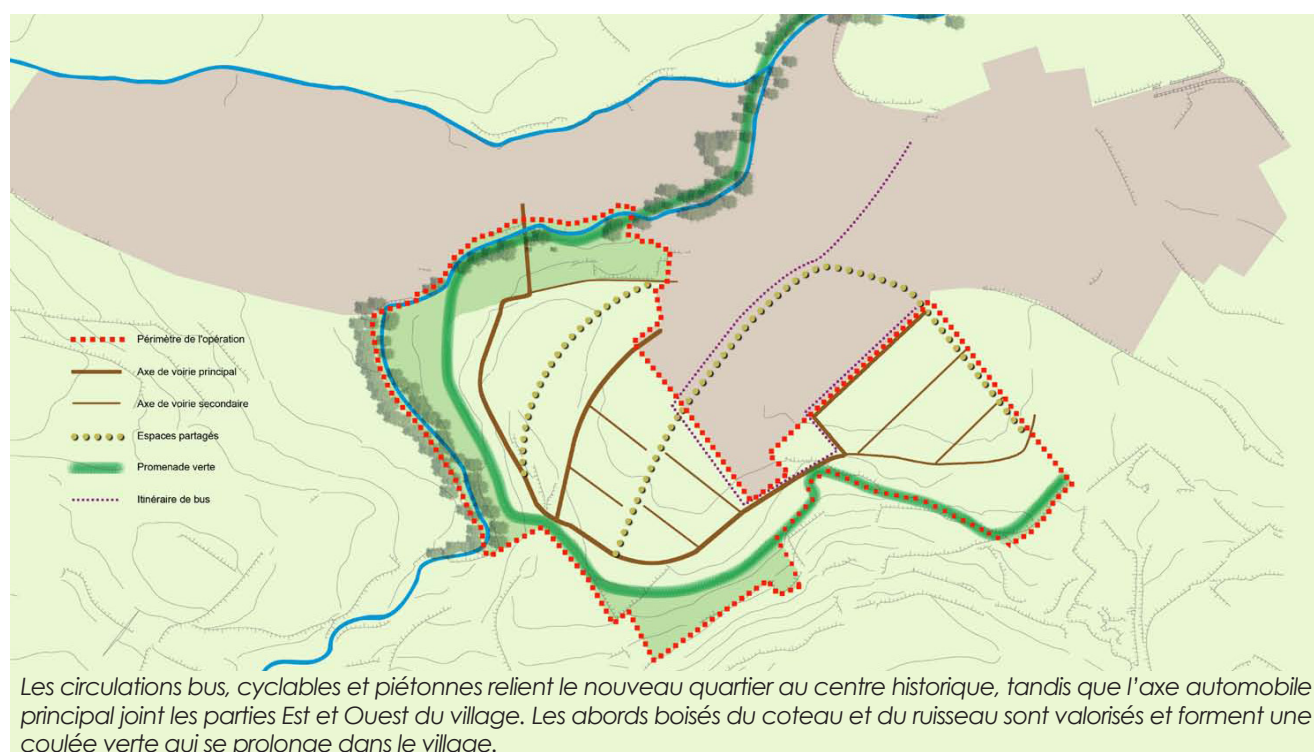 Périmètre de l'opération
Axe de voirie principal
Axe de voirie secondaire
Espaces partagés
Promenade verte
Itinéraire de bus
Les circulations bus, cyclables et piétonnes relient le nouveau quartier au centre historique, tandis que l’axe automobile
principal joint les parties Est et Ouest du village. Les abords boisés du coteau et du ruisseau sont valorisés et forment une
coulée verte qui se prolonge dans le village.